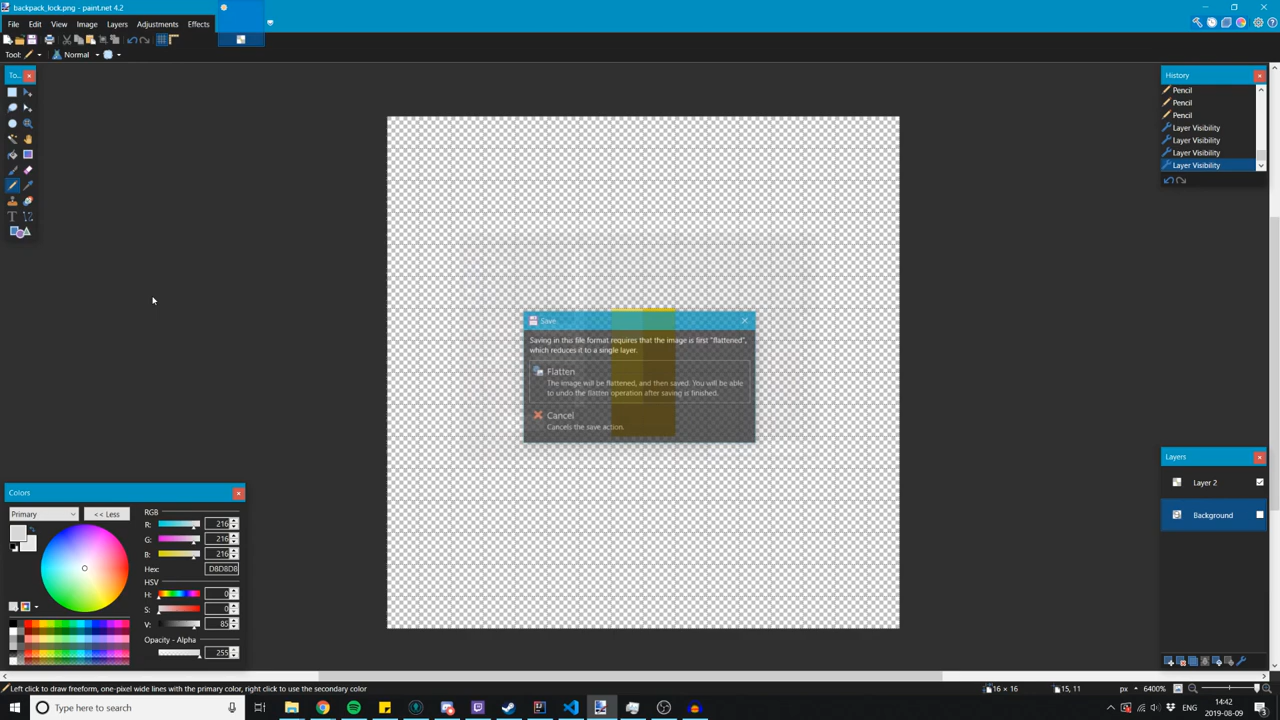 backpack_lock.png - paint.net 4.2
File Edit View Image Layers Adjustments Effects
Tool: Normal
To...
History
Pencil
Pencil
Pencil
Layer Visibility
Layer Visibility
Layer Visibility
Layer Visibility
Save
Saving in this file format requires that the image is first "flattened",
which reduces it to a single layer.
Flatten
The image will be flattened, and then saved. You will be able
to undo the flatten operation after saving is finished.
Cancel
Cancels the save action.
Layers
Layer 2
Background
Colors
Primary
<< Less
RGB
R: 216
G: 216
B: 216
Hex: D8D8D8
HSV
H: 0
S: 0
V: 85
Opacity - Alpha
255
Left click to draw freeform, one-pixel wide lines with the primary color, right click to use the secondary color
16 × 16
15, 11
px
6400%
Type here to search
14:42
2019-08-09